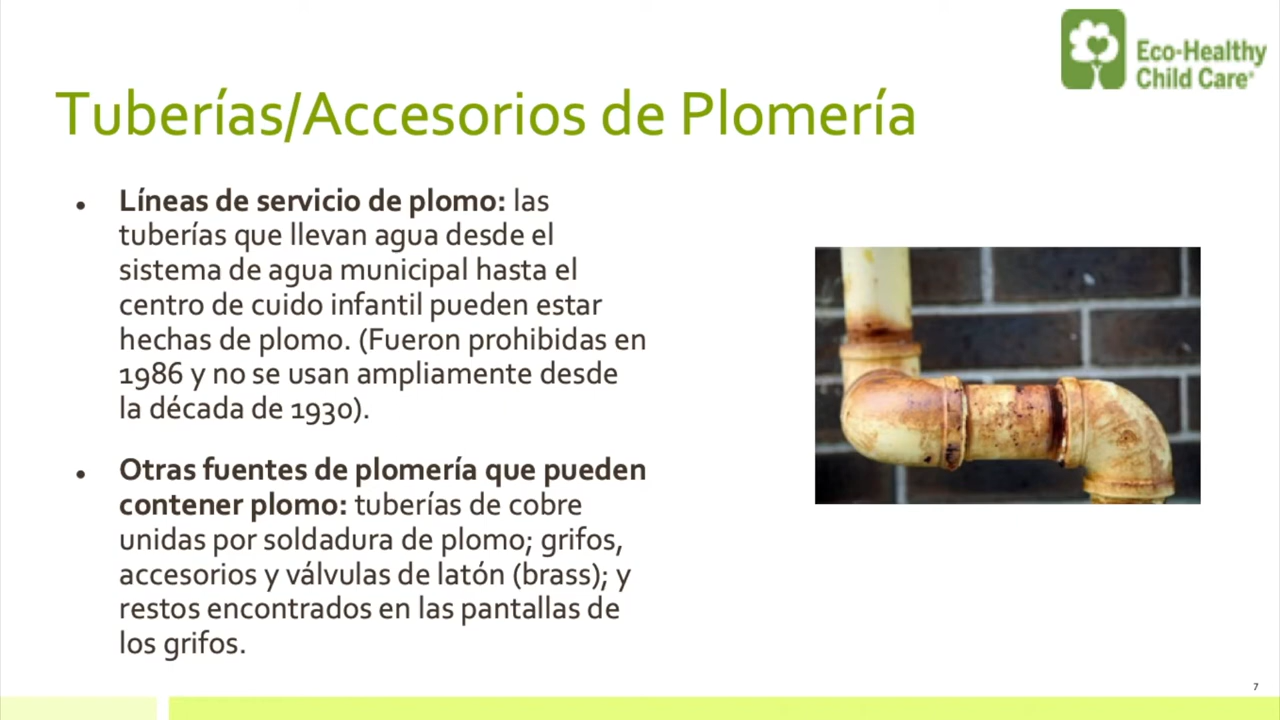 Eco-Healthy
Child Care®
Tuberías/Accesorios de Plomería
• Líneas de servicio de plomo: las
tuberías que llevan agua desde el
sistema de agua municipal hasta el
centro de cuido infantil pueden estar
hechas de plomo. (Fueron prohibidas en
1986 y no se usan ampliamente desde
la década de 1930).
• Otras fuentes de plomería que pueden
contener plomo: tuberías de cobre
unidas por soldadura de plomo; grifos,
accesorios y válvulas de latón (brass); y
restos encontrados en las pantallas de
los grifos.
7